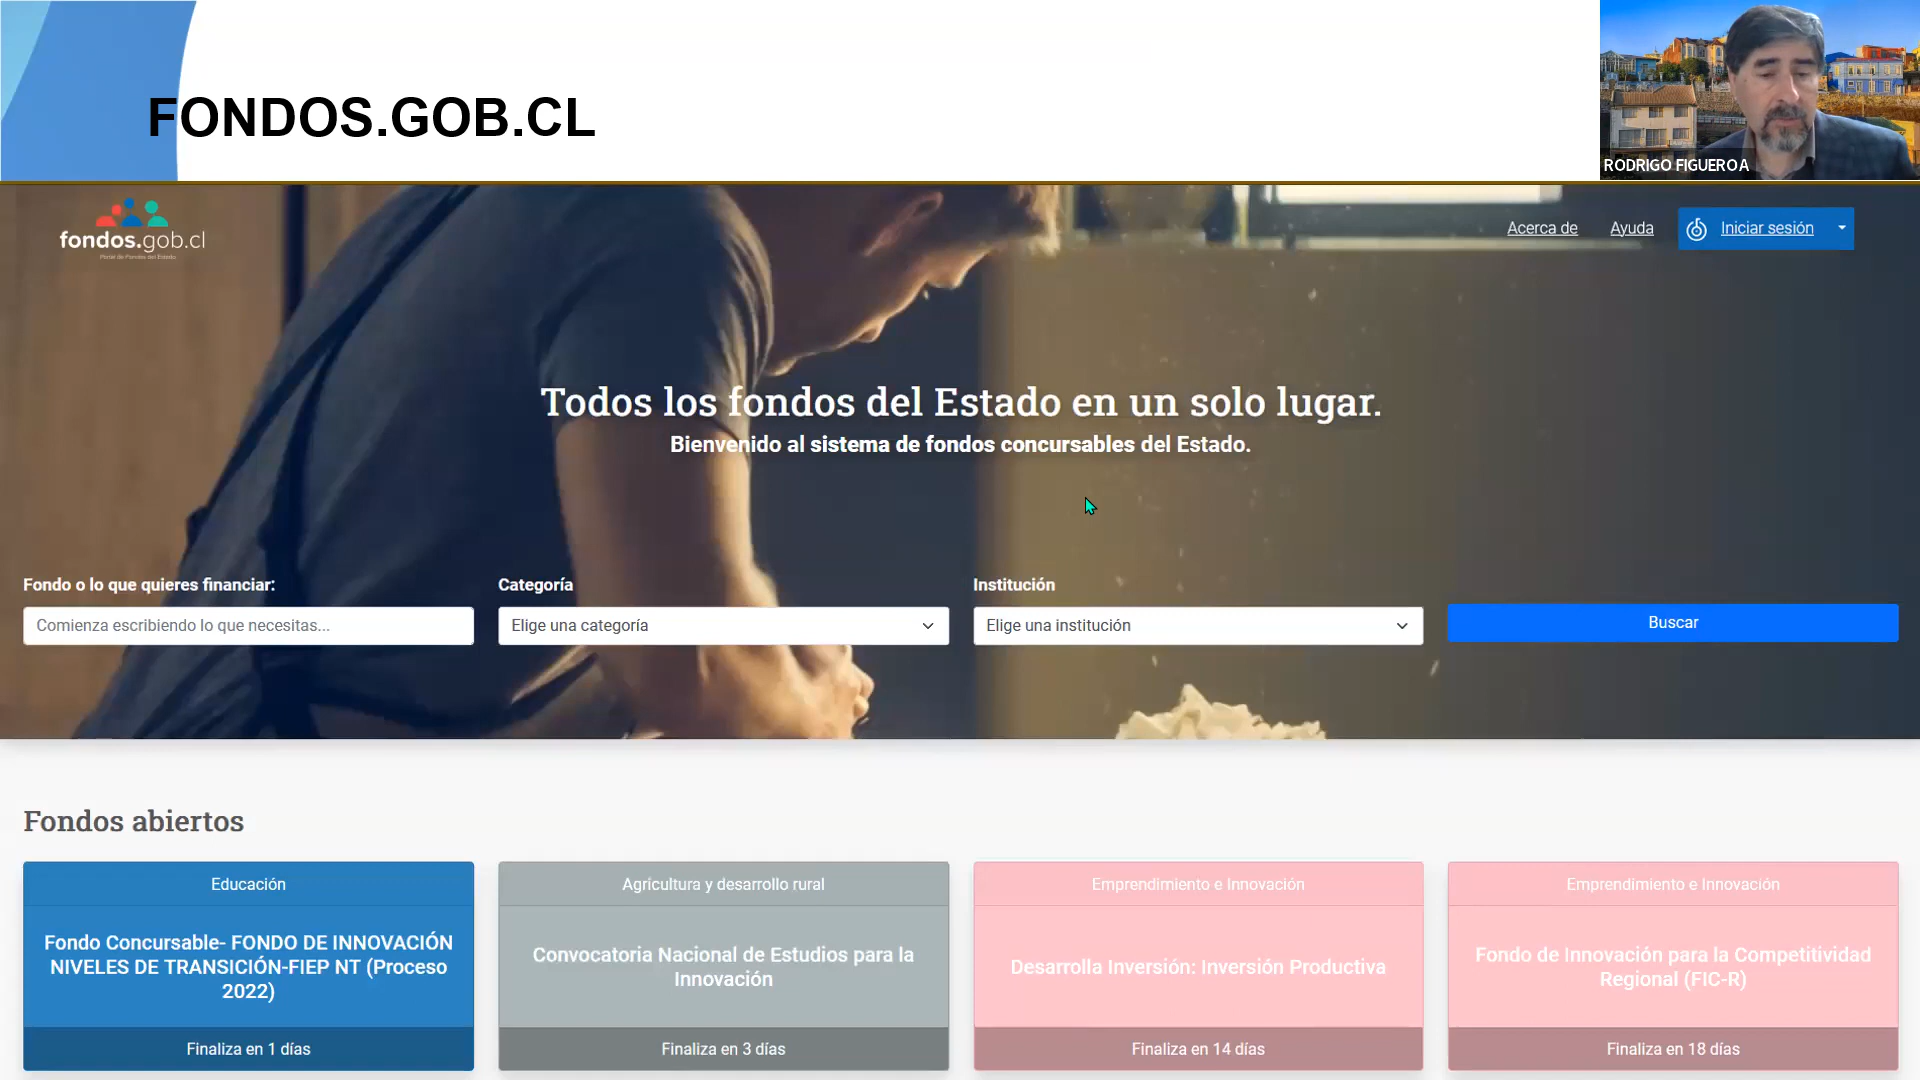 FONDOS.GOB.CL
RODRIGO FIGUEROA
fondos.gob.cl
Portal de Fondos del Estado
Acerca de
Ayuda
Iniciar sesión
Todos los fondos del Estado en un solo lugar.
Bienvenido al sistema de fondos concursables del Estado.
Fondo o lo que quieres financiar:
Categoría
Institución
Comienza escribiendo lo que necesitas...
Elige una categoría
Elige una institución
Buscar
Fondos abiertos
Educación
Fondo Concursable- FONDO DE INNOVACIÓN
NIVELES DE TRANSICIÓN-FIEP NT (Proceso
2022)
Finaliza en 1 días
Agricultura y desarrollo rural
Convocatoria Nacional de Estudios para la
Innovación
Finaliza en 3 días
Emprendimiento e Innovación
Desarrolla Inversión: Inversión Productiva
Finaliza en 14 días
Emprendimiento e Innovación
Fondo de Innovación para la Competitividad
Regional (FIC-R)
Finaliza en 18 días